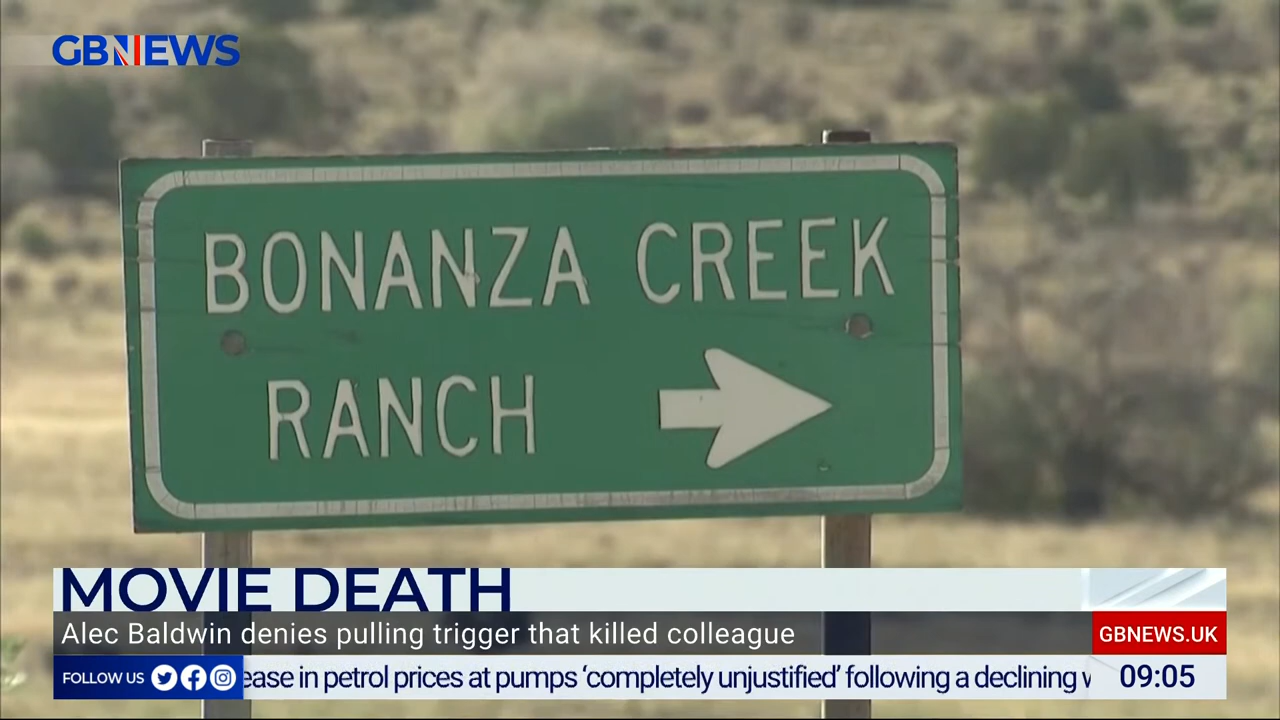 GBNEWS
BONANZA CREEK
RANCH
MOVIE DEATH
Alec Baldwin denies pulling trigger that killed colleague
GBNEWS.UK
FOLLOW US
ease in petrol prices at pumps ‘completely unjustified’ following a declining
09:05